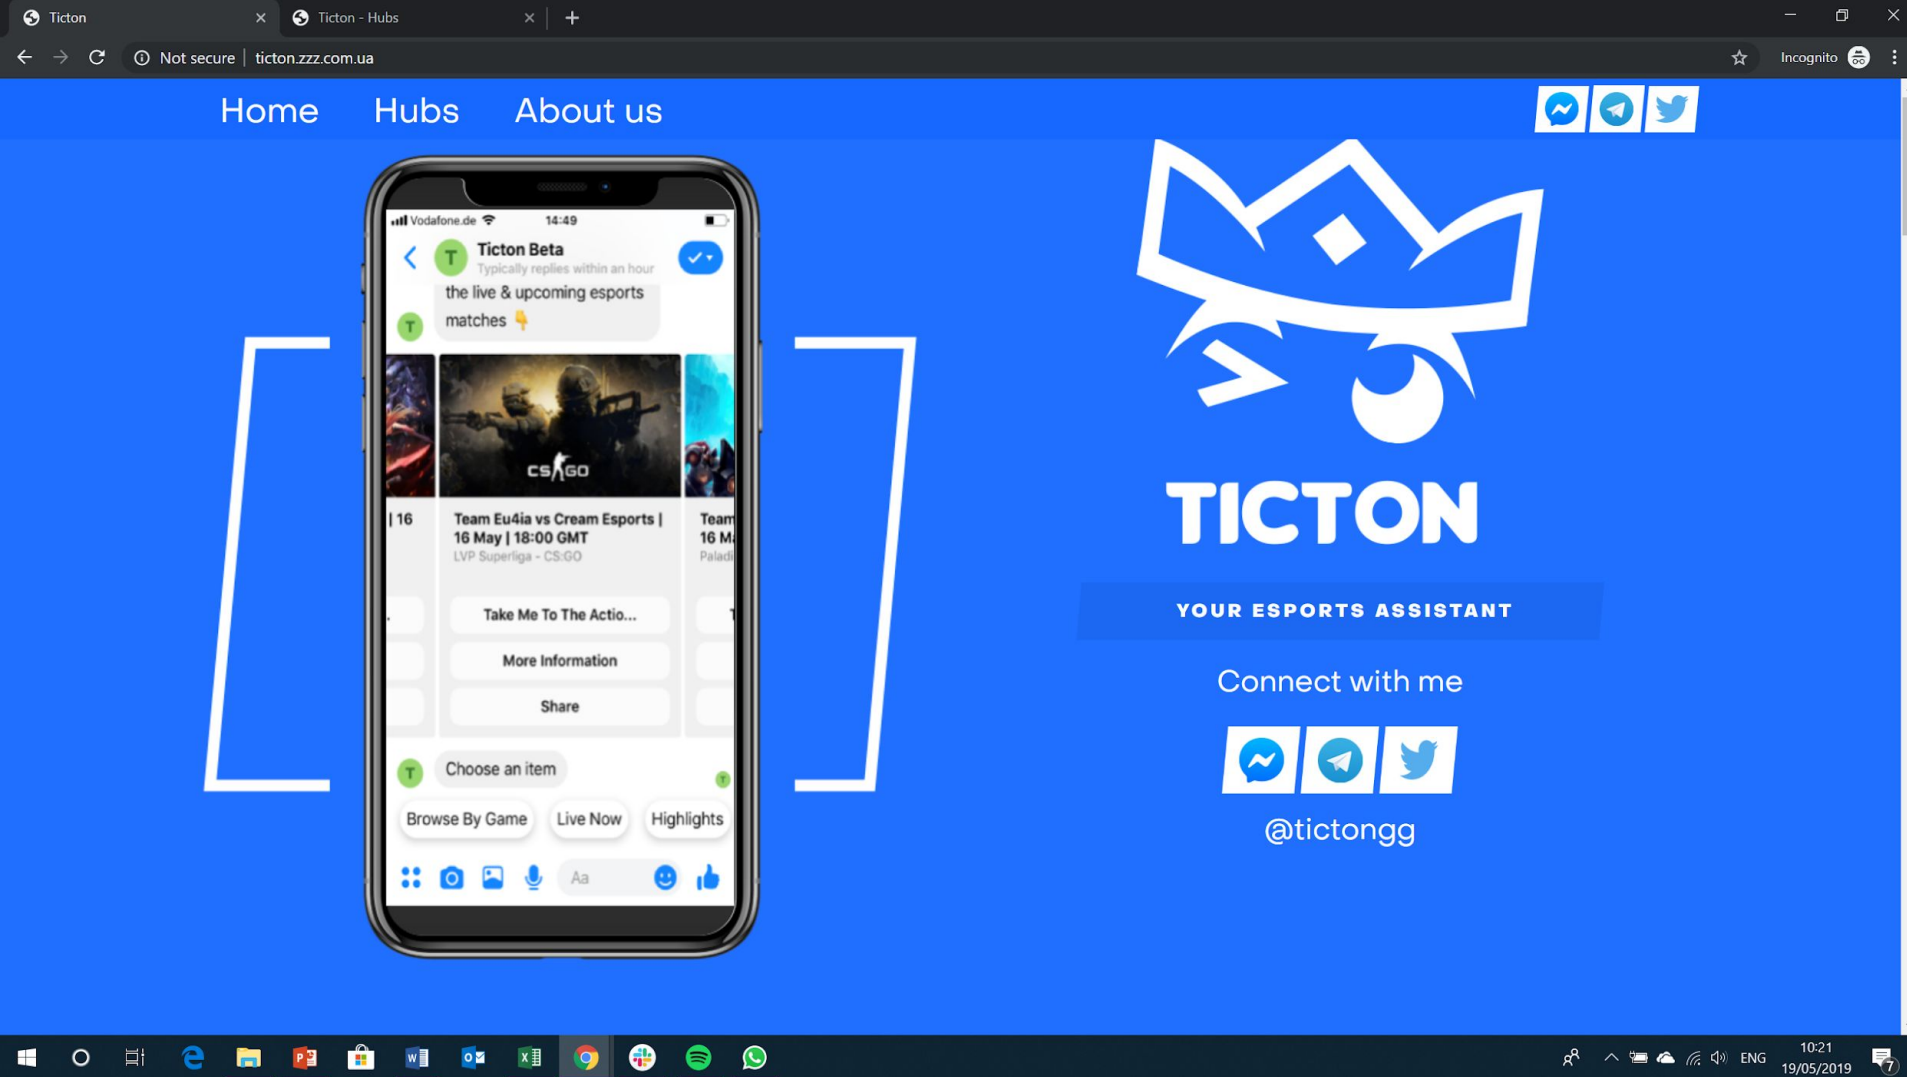 Ticton
Ticton - Hubs
Not secure
ticton.zzz.com.ua
Incognito
Home
Hubs
About us
Vodafone.de
14:49
T
Ticton Beta
Typically replies within an hour
the live & upcoming esports
matches
T
CS GO
| 16
Team Eu4ia vs Cream Esports |
16 May | 18:00 GMT
LVP Superliga - CS:GO
Team
16 Ma
Paladi
Take Me To The Actio...
More Information
Share
T
Choose an item
T
Browse By Game
Live Now
Highlights
Aa
TICTON
YOUR ESPORTS ASSISTANT
Connect with me
@tictongg
ENG
10:21
19/05/2019
7